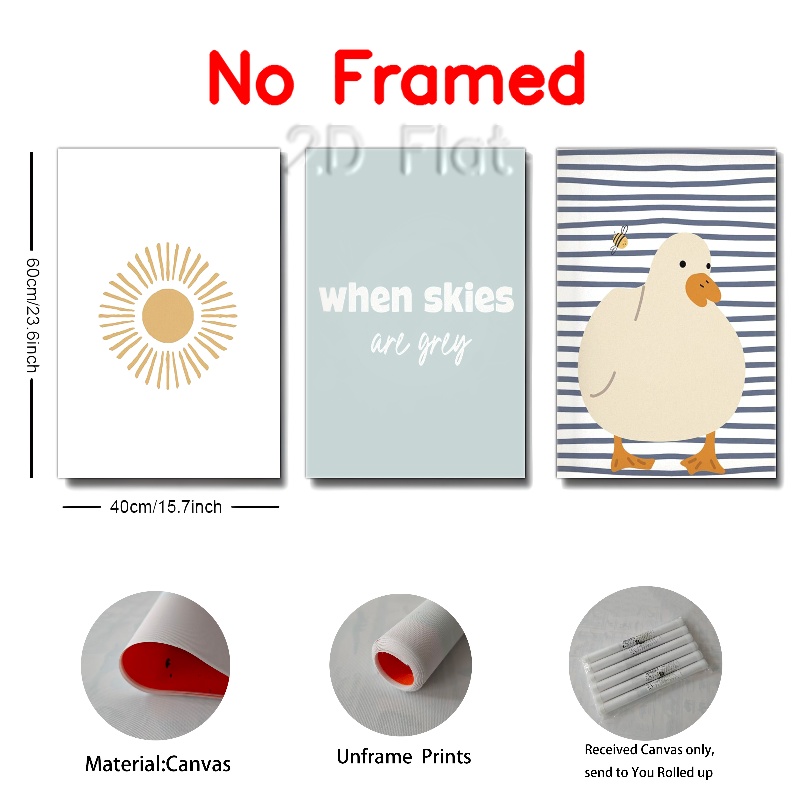 No Framed
2D Flat
60cm/23.6inch
when skies
are grey
40cm/15.7inch
Material:Canvas
Unframe Prints
Received Canvas only,
send to You Rolled up